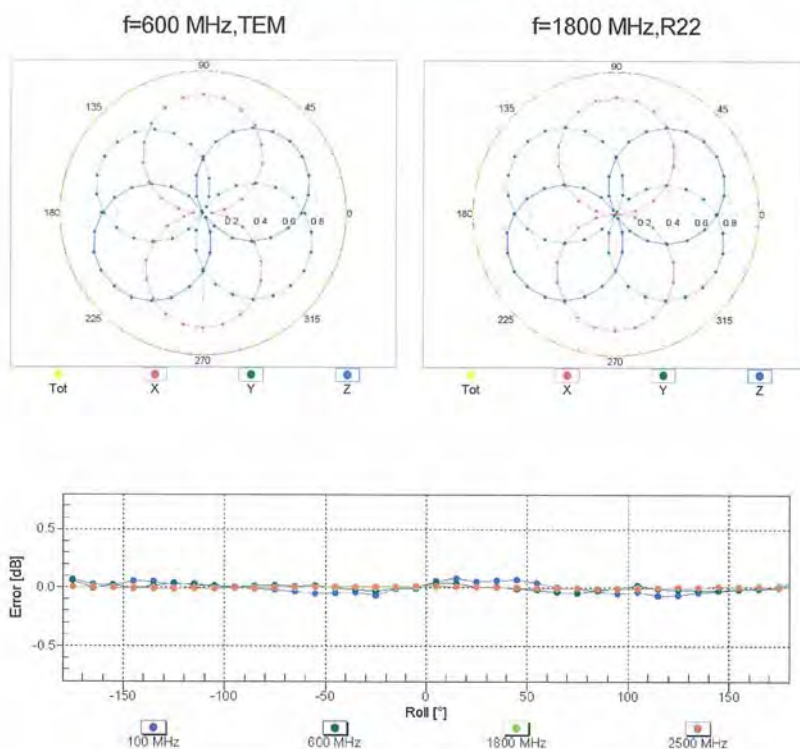 f=600 MHz,TEM
f=1800 MHz,R22
90
135
45
180
0.2 0.4 0.6 0.8
0
225
315
270
Tot
X
Y
Z
90
135
45
180
0.2 0.4 0.6 0.8
0
225
315
270
Tot
X
Y
Z
Error [dB]
0.5
0.0
-0.5
-150
-100
-50
0
50
100
150
Roll [°]
100 MHz
600 MHz
1800 MHz
2500 MHz